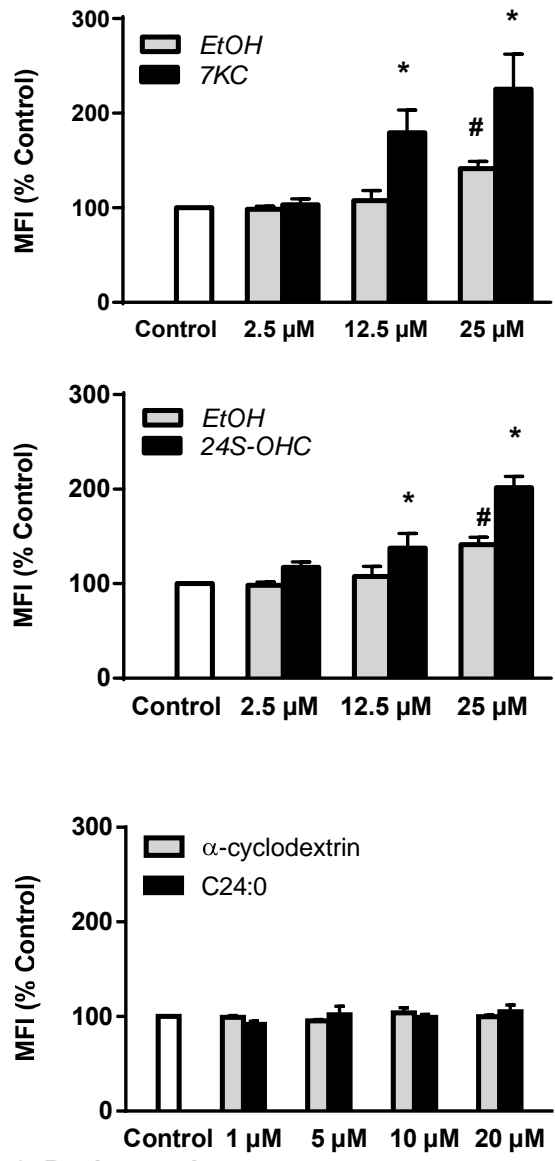 300
EtOH
7KC
*
*
#
200
MFI (% Control)
100
0
Control 2.5 µM 12.5 µM 25 µM
300
EtOH
24S-OHC
*
*
#
200
MFI (% Control)
100
0
Control 2.5 µM 12.5 µM 25 µM
300
α-cyclodextrin
C24:0
200
MFI (% Control)
100
0
Control 1 µM 5 µM 10 µM 20 µM